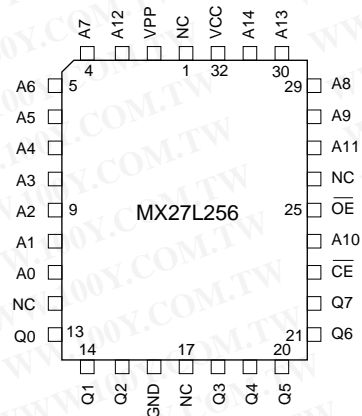 A7 A12 VPP NC VCC A14 A13
4 1 32 30
A6 5 29 A8
A5 A9
A4 A11
A3 NC
A2 9 MX27L256 25 OE
A1 A10
A0 CE
NC Q7
Q0 13 21 Q6
14 17 20
Q1 Q2 GND NC Q3 Q4 Q5